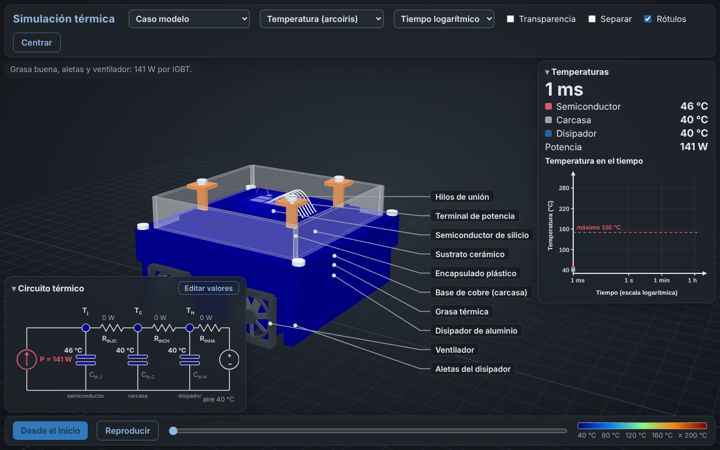 Simulación térmica
Caso modelo
Temperatura (arcoíris)
Tiempo logarítmico
Transparencia
Separar
Rótulos
Centrar
Grasa buena, aletas y ventilador: 141 W por IGBT.
▾ Temperaturas
1 ms
Semiconductor 46 °C
Carcasa 40 °C
Disipador 40 °C
Potencia 141 W
Temperatura en el tiempo
Temperatura (°C)
280
220
160
100
40
máximo 150 °C
1 ms 1 s 1 min 1 h
Tiempo (escala logarítmica)
Hilos de unión
Terminal de potencia
Semiconductor de silicio
Sustrato cerámico
Encapsulado plástico
Base de cobre (carcasa)
Grasa térmica
Disipador de aluminio
Ventilador
Aletas del disipador
▾ Circuito térmico
Editar valores
Tj Tc TH
0 W 0 W 0 W
RthJC RthCH RthHA
46 °C 40 °C 40 °C
P = 141 W
Cth-J Cth-C Cth-H
semiconductor carcasa disipador
aire 40 °C
Desde el inicio
Reproducir
40 °C 80 °C 120 °C 160 °C ≥ 200 °C